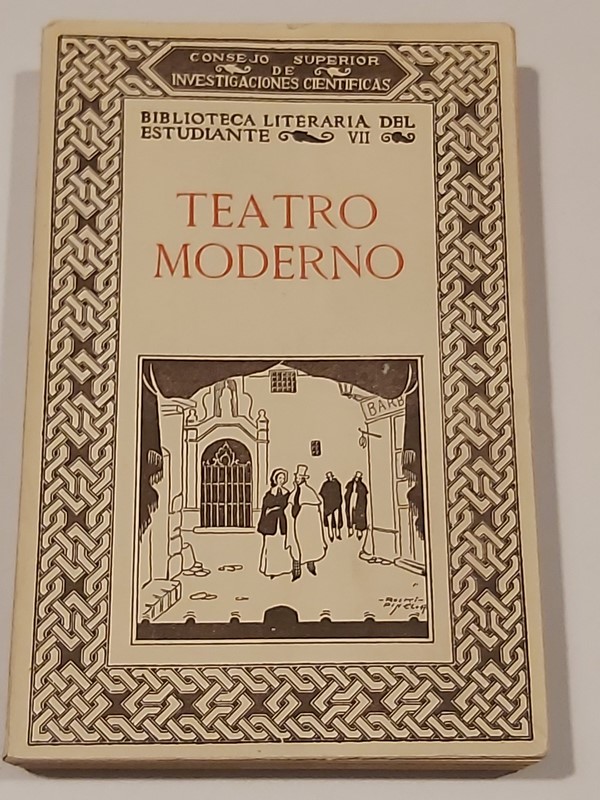 CONSEJO SUPERIOR
DE
INVESTIGACIONES CIENTIFICAS
BIBLIOTECA LITERARIA DEL
ESTUDIANTE VII
TEATRO
MODERNO
BARB